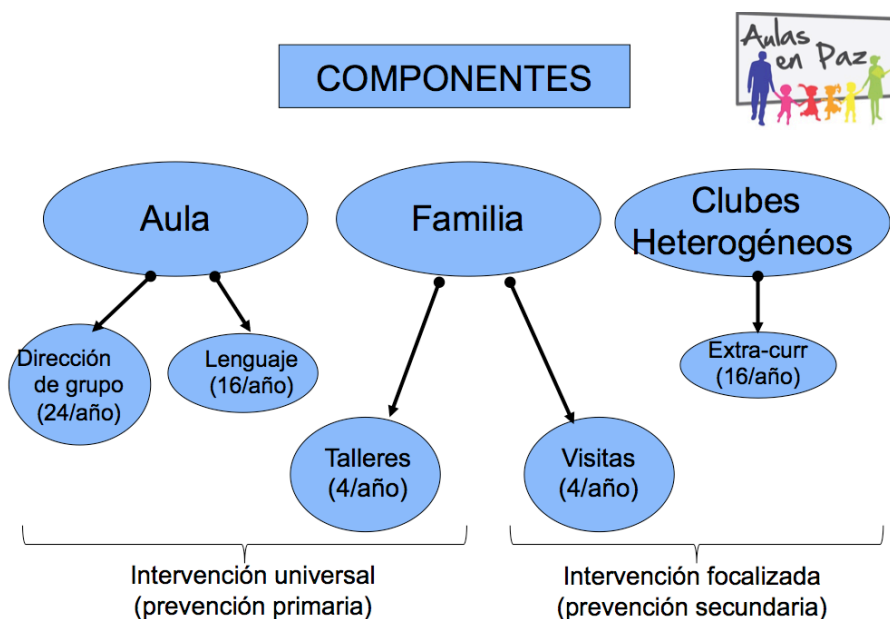 COMPONENTES
Aulas
en Paz
Aula
Familia
Clubes
Heterogéneos
Dirección
de grupo
(24/año)
Lenguaje
(16/año)
Extra-curr
(16/año)
Talleres
(4/año)
Visitas
(4/año)
Intervención universal
(prevención primaria)
Intervención focalizada
(prevención secundaria)